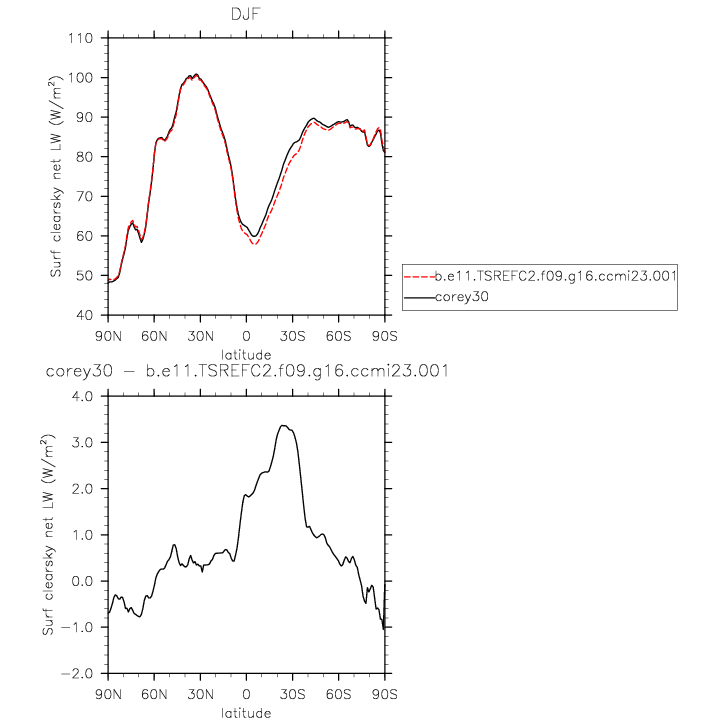 DJF
110
100
90
80
70
60
50
40
Surf clearsky net LW (W/m²)
90N 60N 30N 0 30S 60S 90S
latitude
b.e11.TSREFC2.f09.g16.ccmi23.001
corey30
corey30 − b.e11.TSREFC2.f09.g16.ccmi23.001
4.0
3.0
2.0
1.0
0.0
−1.0
−2.0
Surf clearsky net LW (W/m²)
90N 60N 30N 0 30S 60S 90S
latitude